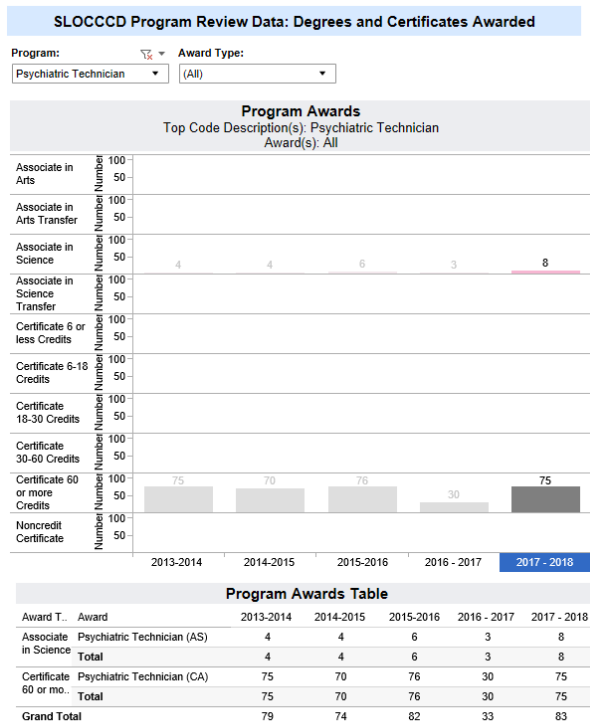 SLOCCCD Program Review Data: Degrees and Certificates Awarded
Program:
Award Type:
Psychiatric Technician
(All)
Program Awards
Top Code Description(s): Psychiatric Technician
Award(s): All
Associate in
Arts
Number
100
50
Associate in
Arts Transfer
Number
100
50
Associate in
Science
Number
100
50
4 4 6 3 8
Associate in
Science
Transfer
Number
100
50
Certificate 6 or
less Credits
Number
100
50
Certificate 6-18
Credits
Number
100
50
Certificate
18-30 Credits
Number
100
50
Certificate
30-60 Credits
Number
100
50
Certificate 60
or more
Credits
Number
100
50
75 70 76 30 75
Noncredit
Certificate
Number
100
50
2013-2014 2014-2015 2015-2016 2016 - 2017 2017 - 2018
Program Awards Table
Award T.. Award 2013-2014 2014-2015 2015-2016 2016 - 2017 2017 - 2018
Associate
in Science
Psychiatric Technician (AS) 4 4 6 3 8
Total 4 4 6 3 8
Certificate
60 or mo..
Psychiatric Technician (CA) 75 70 76 30 75
Total 75 70 76 30 75
Grand Total 79 74 82 33 83